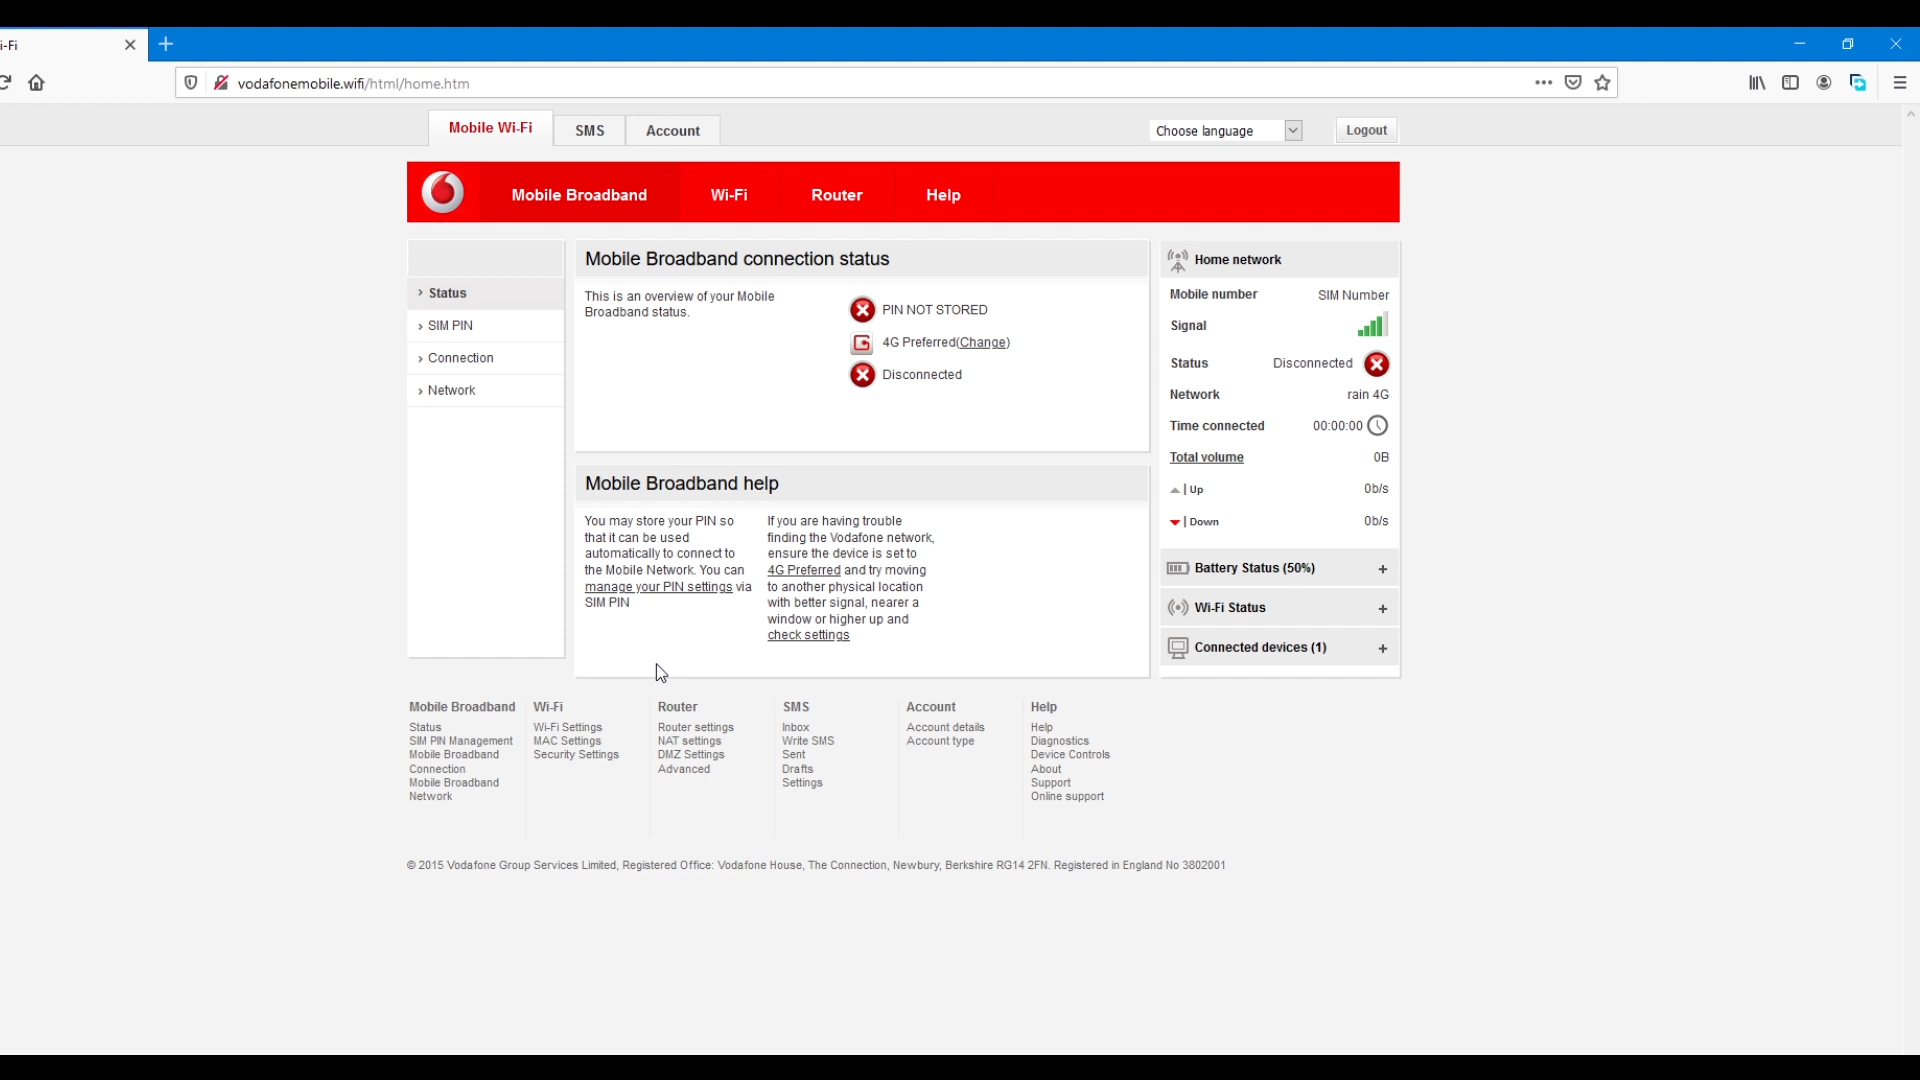 i-Fi
vodafonemobile.wifi/html/home.htm
Mobile Wi-Fi
SMS
Account
Choose language
Logout
Mobile Broadband
Wi-Fi
Router
Help
› Status
› SIM PIN
› Connection
› Network
Mobile Broadband connection status
This is an overview of your Mobile
Broadband status.
PIN NOT STORED
4G Preferred(Change)
Disconnected
Mobile Broadband help
You may store your PIN so
that it can be used
automatically to connect to
the Mobile Network. You can
manage your PIN settings via
SIM PIN
If you are having trouble
finding the Vodafone network,
ensure the device is set to
4G Preferred and try moving
to another physical location
with better signal, nearer a
window or higher up and
check settings
Home network
Mobile number SIM Number
Signal
Status Disconnected
Network rain 4G
Time connected 00:00:00
Total volume 0B
| Up 0b/s
| Down 0b/s
Battery Status (50%) +
Wi-Fi Status +
Connected devices (1) +
Mobile Broadband
Status
SIM PIN Management
Mobile Broadband
Connection
Mobile Broadband
Network
Wi-Fi
Wi-Fi Settings
MAC Settings
Security Settings
Router
Router settings
NAT settings
DMZ Settings
Advanced
SMS
Inbox
Write SMS
Sent
Drafts
Settings
Account
Account details
Account type
Help
Help
Diagnostics
Device Controls
About
Support
Online support
© 2015 Vodafone Group Services Limited, Registered Office: Vodafone House, The Connection, Newbury, Berkshire RG14 2FN. Registered in England No 3802001